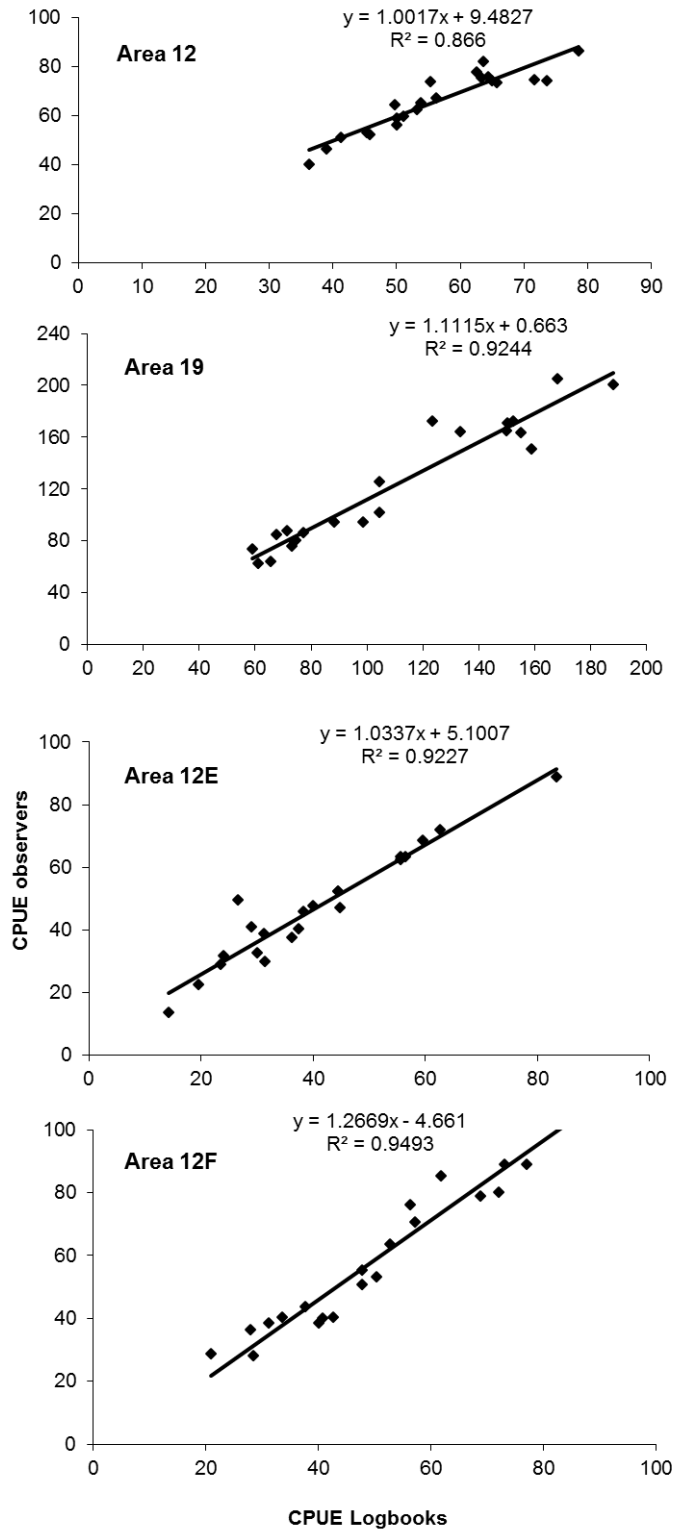 y = 1.0017x + 9.4827
R² = 0.866
Area 12
100
80
60
40
20
0
0 10 20 30 40 50 60 70 80 90
y = 1.1115x + 0.663
R² = 0.9244
Area 19
240
200
160
120
80
40
0
0 20 40 60 80 100 120 140 160 180 200
y = 1.0337x + 5.1007
R² = 0.9227
Area 12E
100
80
60
40
20
0
0 20 40 60 80 100
CPUE observers
y = 1.2669x - 4.661
R² = 0.9493
Area 12F
100
80
60
40
20
0
0 20 40 60 80 100
CPUE Logbooks